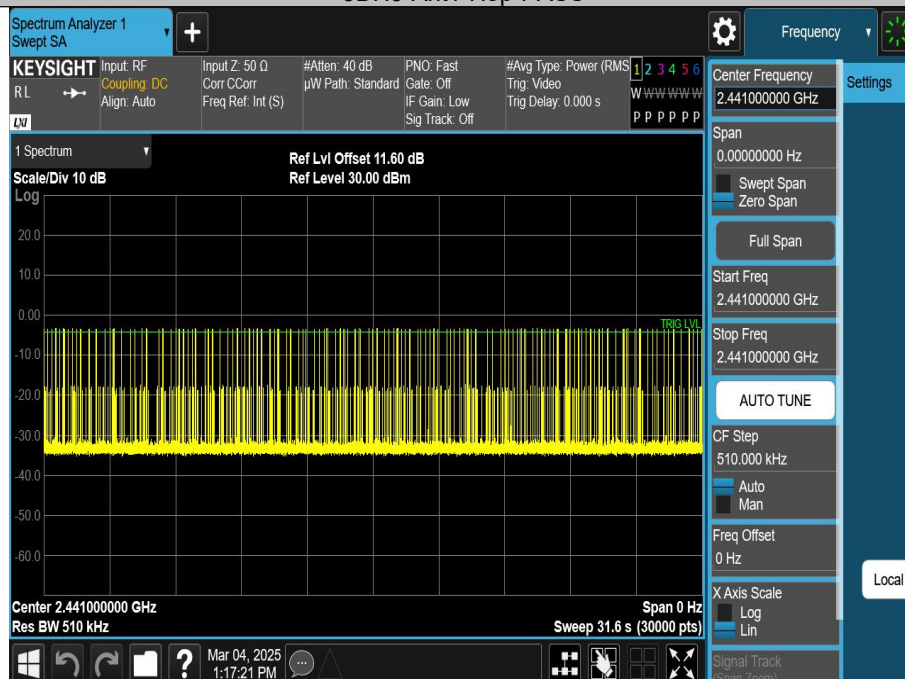 Spectrum Analyzer 1
Swept SA
Frequency
KEYSIGHT
RL
LXI
Input: RF
Coupling: DC
Align: Auto
Input Z: 50 Ω
Corr CCorr
Freq Ref: Int (S)
#Atten: 40 dB
µW Path: Standard
PNO: Fast
Gate: Off
IF Gain: Low
Sig Track: Off
#Avg Type: Power (RMS
Trig: Video
Trig Delay: 0.000 s
1 2 3 4 5 6
W W W W W W
P P P P P P
1 Spectrum
Scale/Div 10 dB
Ref Lvl Offset 11.60 dB
Ref Level 30.00 dBm
Log
20.0
10.0
0.00
TRIG LVL
-10.0
-20.0
-30.0
-40.0
-50.0
-60.0
Center 2.441000000 GHz
Res BW 510 kHz
Span 0 Hz
Sweep 31.6 s (30000 pts)
Mar 04, 2025
1:17:21 PM
Center Frequency
2.441000000 GHz
Settings
Span
0.00000000 Hz
Swept Span
Zero Span
Full Span
Start Freq
2.441000000 GHz
Stop Freq
2.441000000 GHz
AUTO TUNE
CF Step
510.000 kHz
Auto
Man
Freq Offset
0 Hz
Local
X Axis Scale
Log
Lin
Signal Track
(Span Zoom)